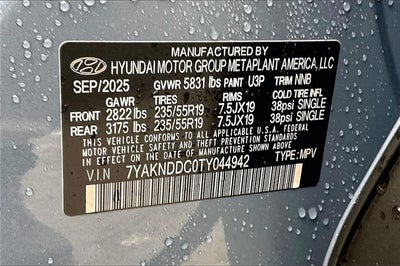 MANUFACTURED BY
HYUNDAI MOTOR GROUP METAPLANT AMERICA, LLC
SEP/2025 GVWR 5831 lbs PAINT U3P TRIM NNB
GAWR TIRES RIMS COLD TIRE INFL.
FRONT 2822 lbs 235/55R19 7.5JX19 38psi SINGLE
REAR 3175 lbs 235/55R19 7.5JX19 38psi SINGLE
THIS VEHICLE CONFORMS TO ALL APPLICABLE U.S. FEDERAL
MOTOR VEHICLE SAFETY, BUMPER, AND THEFT PREVENTION
STANDARDS IN EFFECT ON THE DATE OF MANUFACTURE SHOWN ABOVE.
V.I.N 7YAKNDDC0TY044942 TYPE: MPV